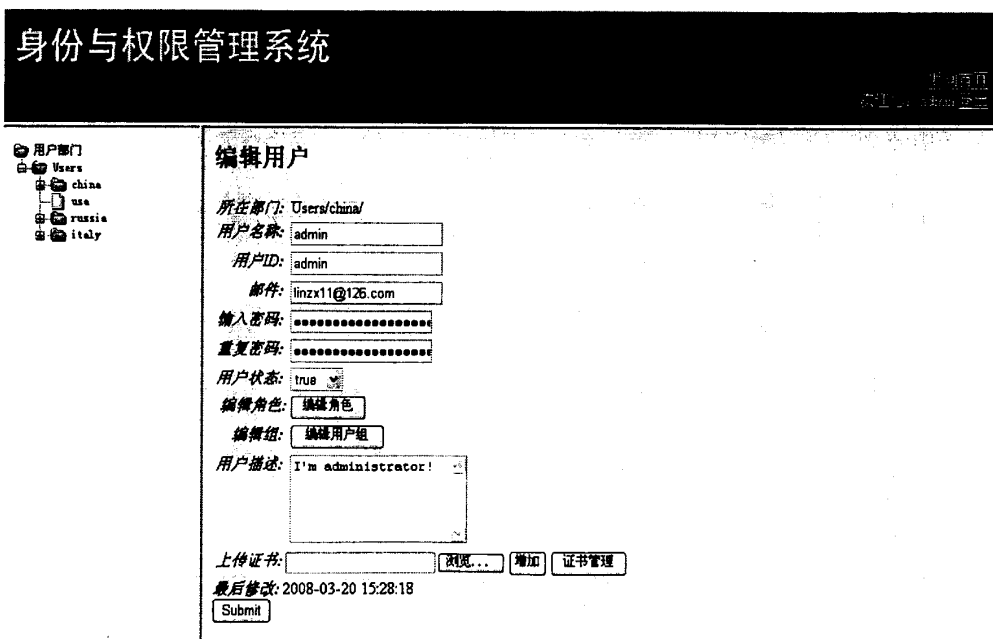 身份与权限管理系统
返回首页
admin
用户部门
Users
china
usa
russia
italy
编辑用户
所在部门: Users/china/
用户名称: admin
用户ID: admin
邮件: linzx11@126.com
输入密码: ●●●●●●●●●●●●●●●●●●
重复密码: ●●●●●●●●●●●●●●●●●●
用户状态: true
编辑角色: 编辑角色
编辑组: 编辑用户组
用户描述: I'm administrator!
上传证书: 浏览... 增加 证书管理
最后修改: 2008-03-20 15:28:18
Submit